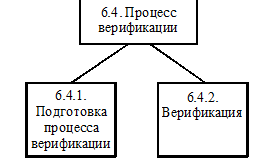 6.4. Процесс
верификации
6.4.1.
Подготовка
процесса
верификации
6.4.2.
Верификация